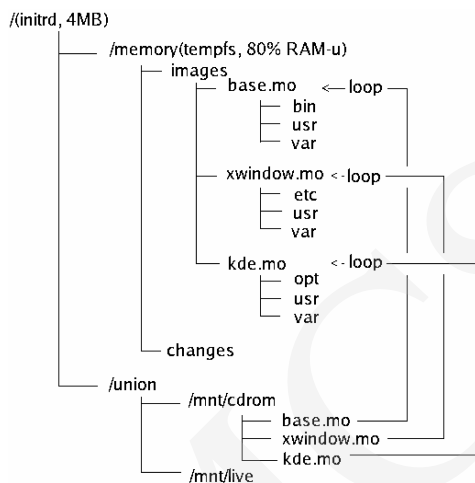 /(initrd, 4MB)
/memory(tempfs, 80% RAM-u)
images
base.mo <- loop
bin
usr
var
xwindow.mo <-loop
etc
usr
var
kde.mo <-loop
opt
usr
var
changes
/union
/mnt/cdrom
base.mo
xwindow.mo
kde.mo
/mnt/live